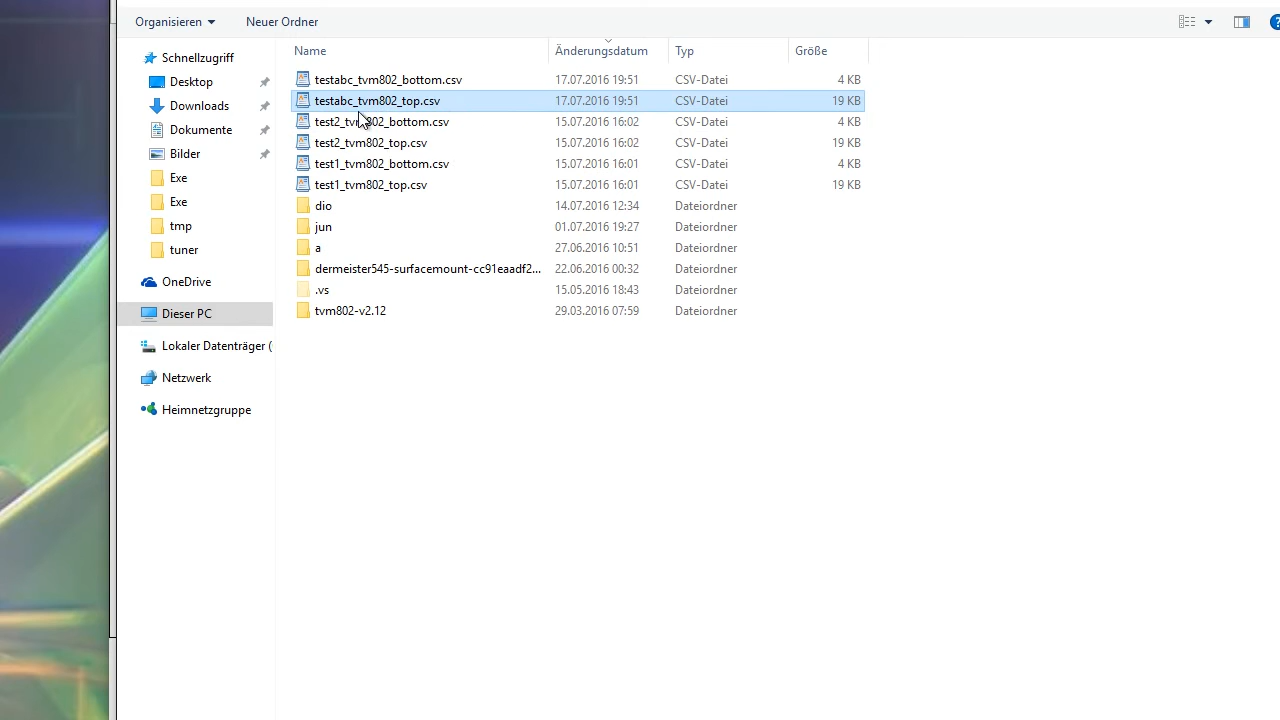 Organisieren Neuer Ordner
Name Änderungsdatum Typ Größe
Schnellzugriff
Desktop
Downloads
Dokumente
Bilder
Exe
Exe
tmp
tuner
OneDrive
Dieser PC
Lokaler Datenträger (
Netzwerk
Heimnetzgruppe
testabc_tvm802_bottom.csv 17.07.2016 19:51 CSV-Datei 4 KB
testabc_tvm802_top.csv 17.07.2016 19:51 CSV-Datei 19 KB
test2_tvm802_bottom.csv 15.07.2016 16:02 CSV-Datei 4 KB
test2_tvm802_top.csv 15.07.2016 16:02 CSV-Datei 19 KB
test1_tvm802_bottom.csv 15.07.2016 16:01 CSV-Datei 4 KB
test1_tvm802_top.csv 15.07.2016 16:01 CSV-Datei 19 KB
dio 14.07.2016 12:34 Dateiordner
jun 01.07.2016 19:27 Dateiordner
a 27.06.2016 10:51 Dateiordner
dermeister545-surfacemount-cc91eaadf2... 22.06.2016 00:32 Dateiordner
.vs 15.05.2016 18:43 Dateiordner
tvm802-v2.12 29.03.2016 07:59 Dateiordner